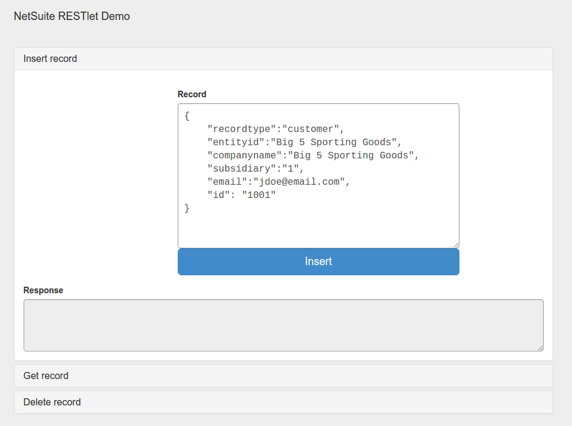 NetSuite RESTlet Demo
Insert record
Record
{
"recordtype":"customer",
"entityid":"Big 5 Sporting Goods",
"companyname":"Big 5 Sporting Goods",
"subsidiary":"1",
"email":"jdoe@email.com",
"id": "1001"
}
Insert
Response
Get record
Delete record